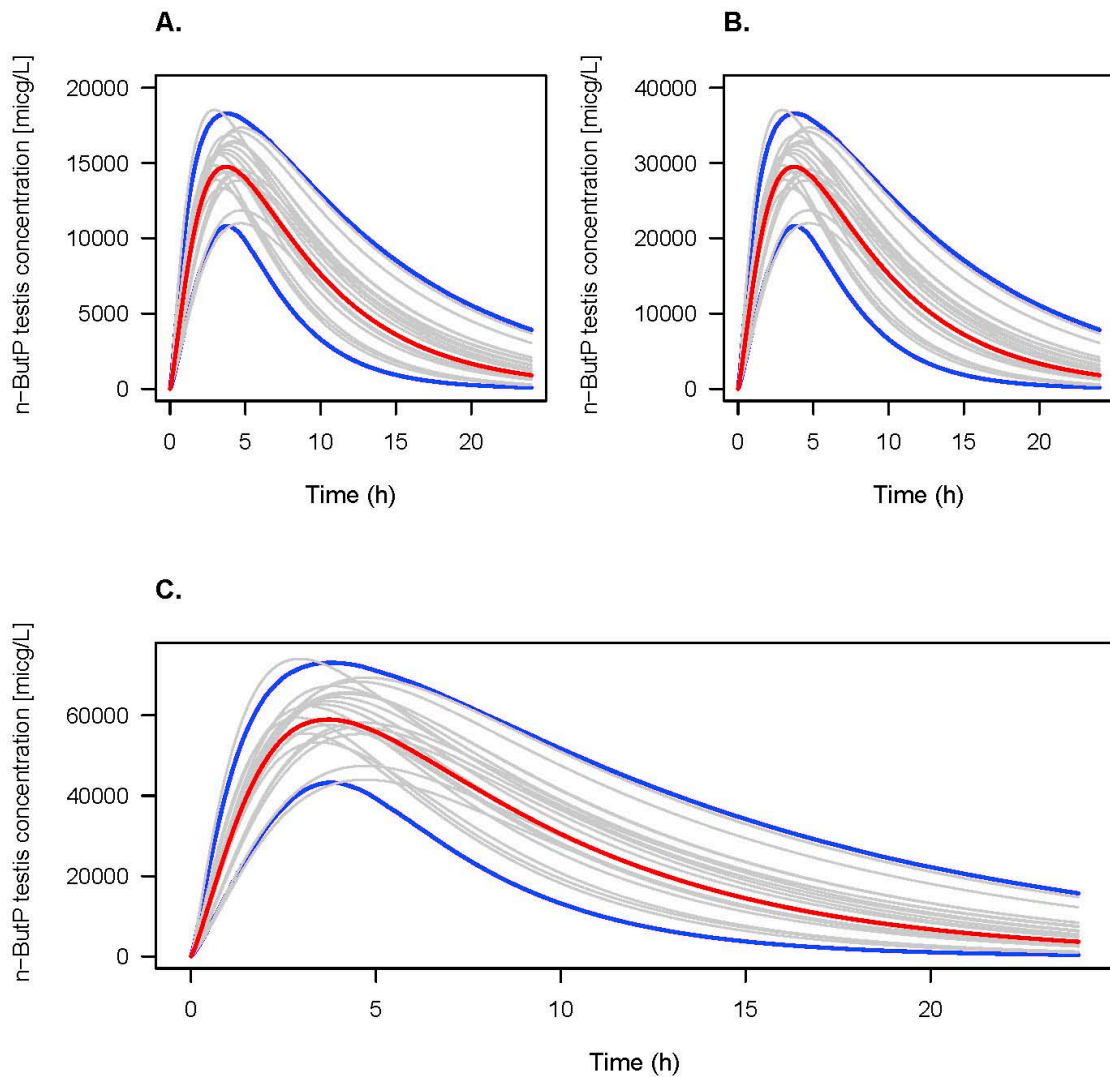 A.
n−ButP testis concentration [micg/L]
20000
15000
10000
5000
0
0 5 10 15 20
Time (h)
B.
n−ButP testis concentration [micg/L]
40000
30000
20000
10000
0
0 5 10 15 20
Time (h)
C.
n−ButP testis concentration [micg/L]
60000
40000
20000
0
0 5 10 15 20
Time (h)